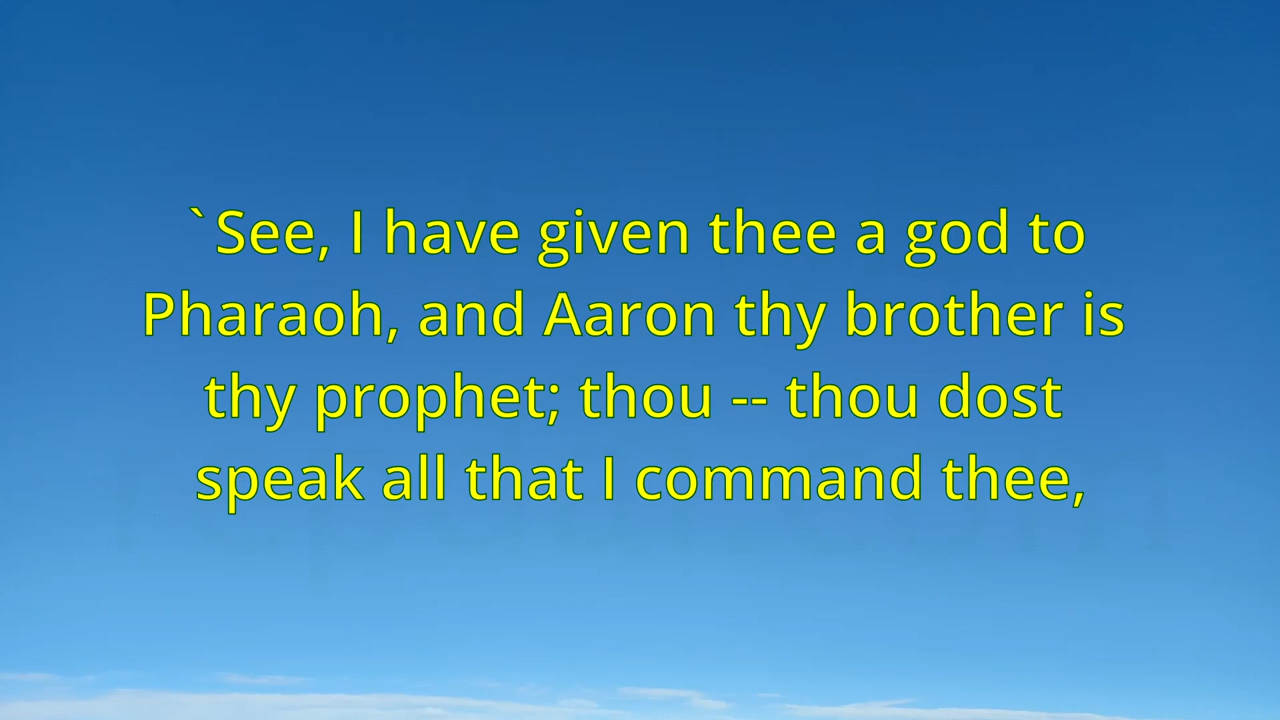 `See, I have given thee a god to
Pharaoh, and Aaron thy brother is
thy prophet; thou -- thou dost
speak all that I command thee,